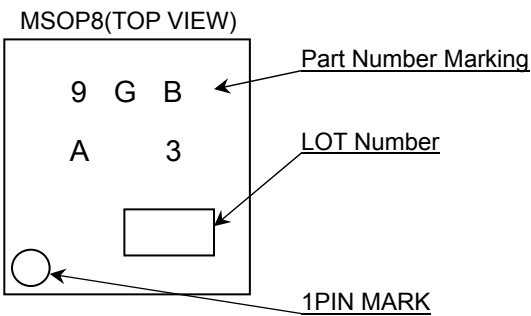 MSOP8(TOP VIEW)
Part Number Marking
9 G B
LOT Number
A 3
1PIN MARK